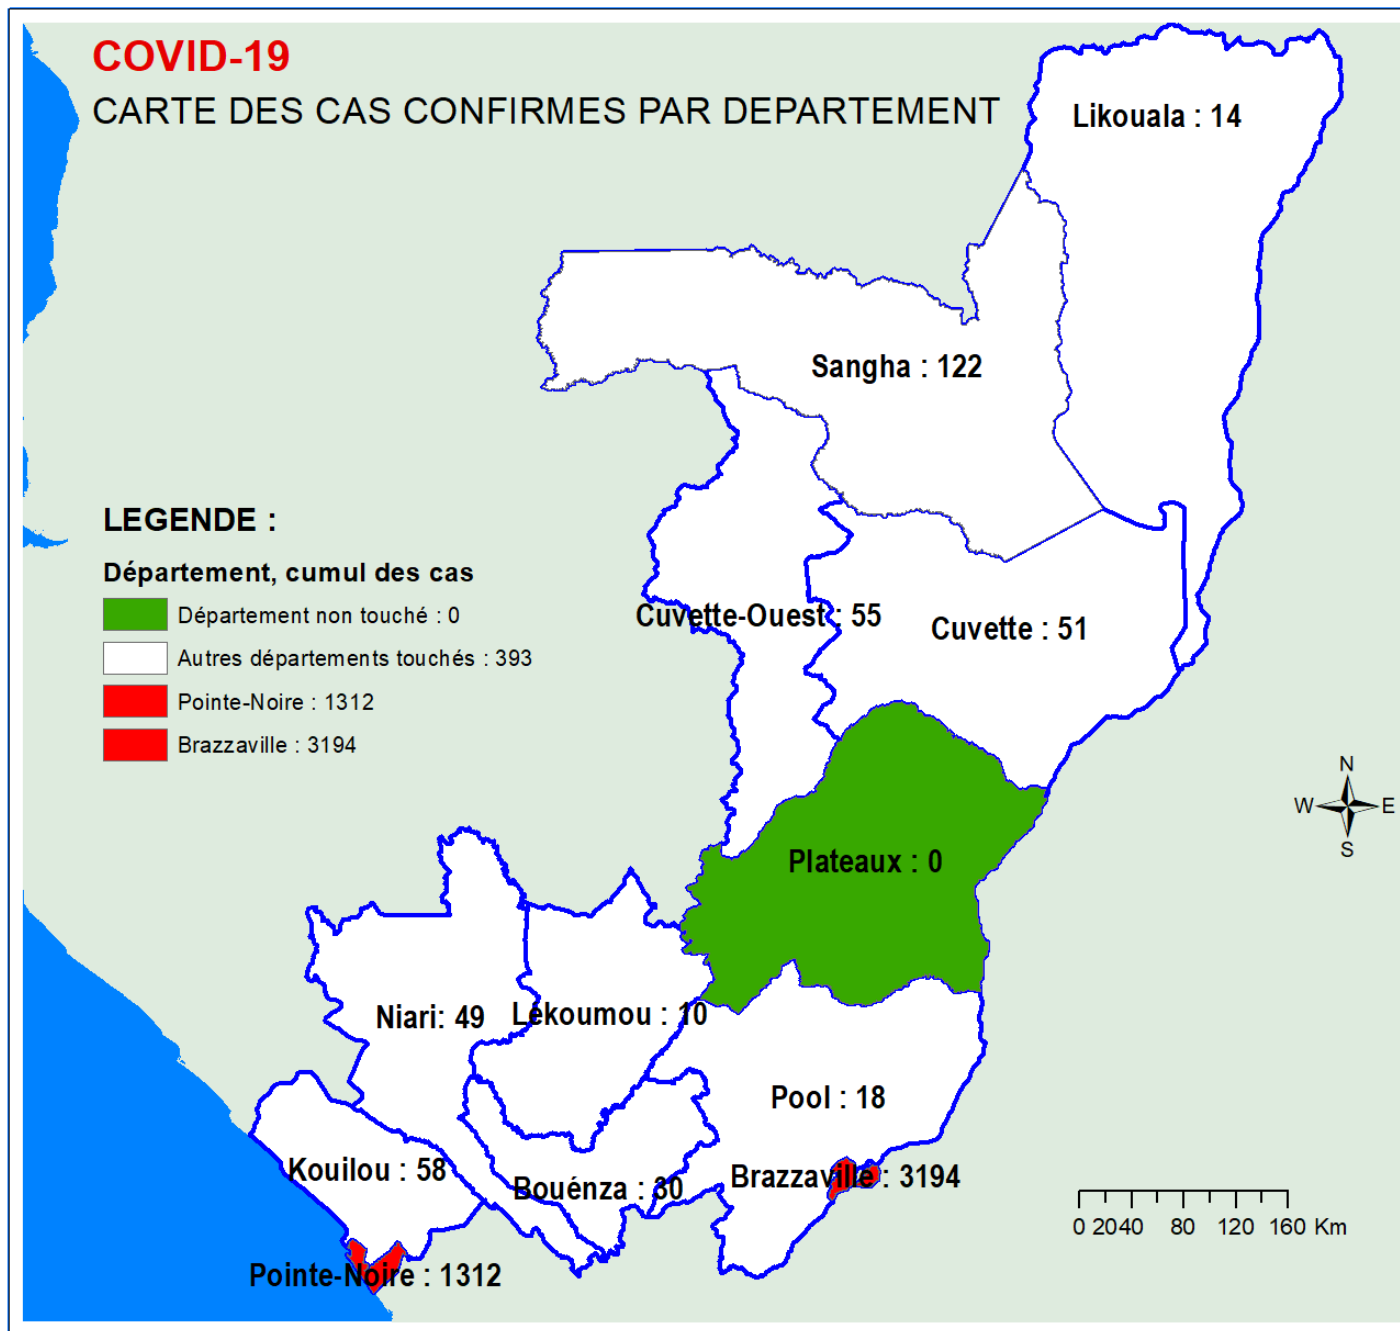 COVID-19
CARTE DES CAS CONFIRMES PAR DEPARTEMENT
Likouala : 14
Sangha : 122
LEGENDE :
Département, cumul des cas
Département non touché : 0
Autres départements touchés : 393
Pointe-Noire : 1312
Brazzaville : 3194
Cuvette-Ouest : 55
Cuvette : 51
N
W E
S
Plateaux : 0
Niari: 49
Lékoumou : 10
Pool : 18
Kouilou : 58
Bouénza : 30
Brazzaville : 3194
Pointe-Noire : 1312
0 2040 80 120 160 Km